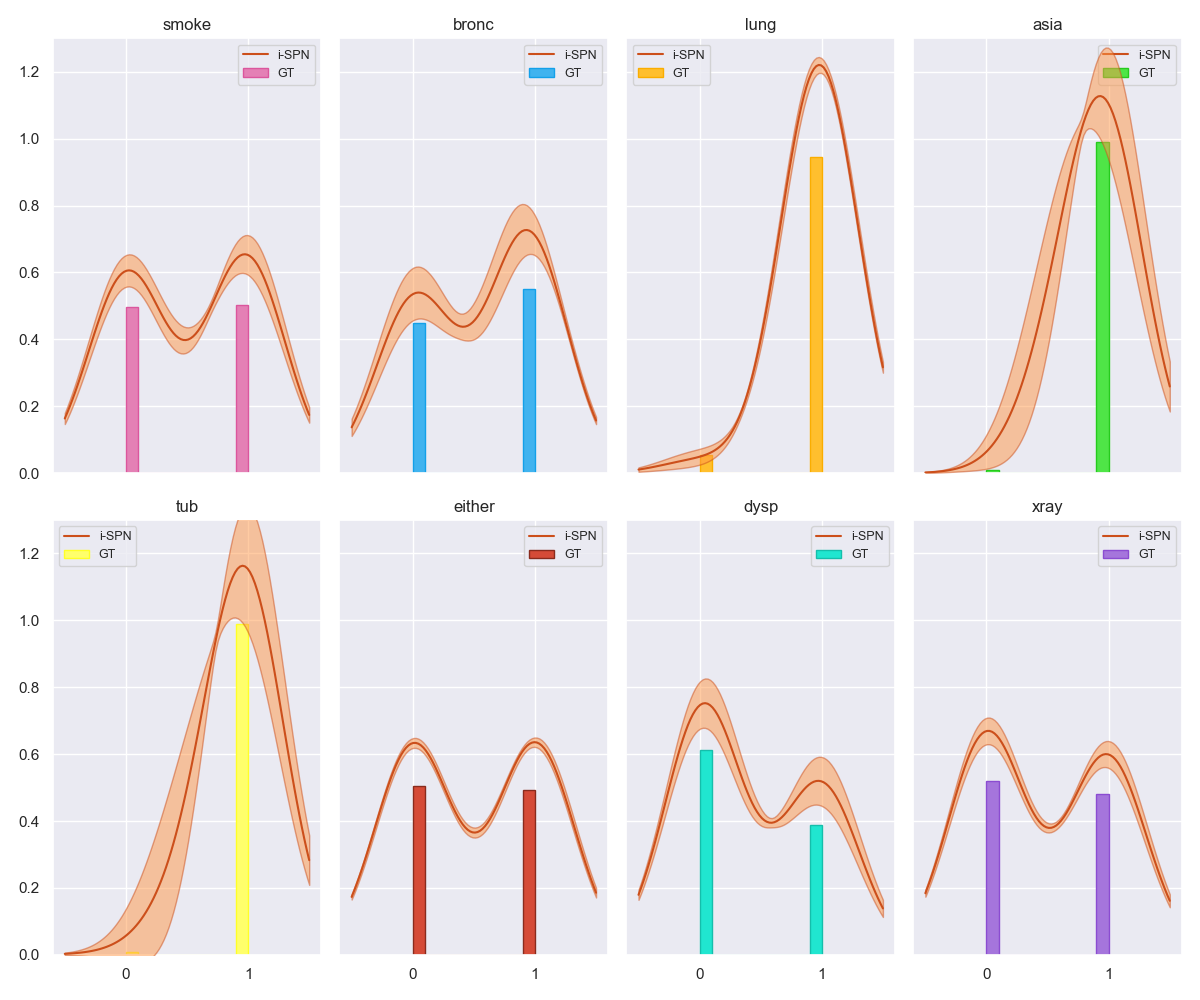 smoke
i-SPN
GT
bronc
i-SPN
GT
lung
i-SPN
GT
asia
i-SPN
GT
1.2
1.0
0.8
0.6
0.4
0.2
0.0
tub
i-SPN
GT
either
i-SPN
GT
dysp
i-SPN
GT
xray
i-SPN
GT
1.2
1.0
0.8
0.6
0.4
0.2
0.0
0 1
0 1
0 1
0 1